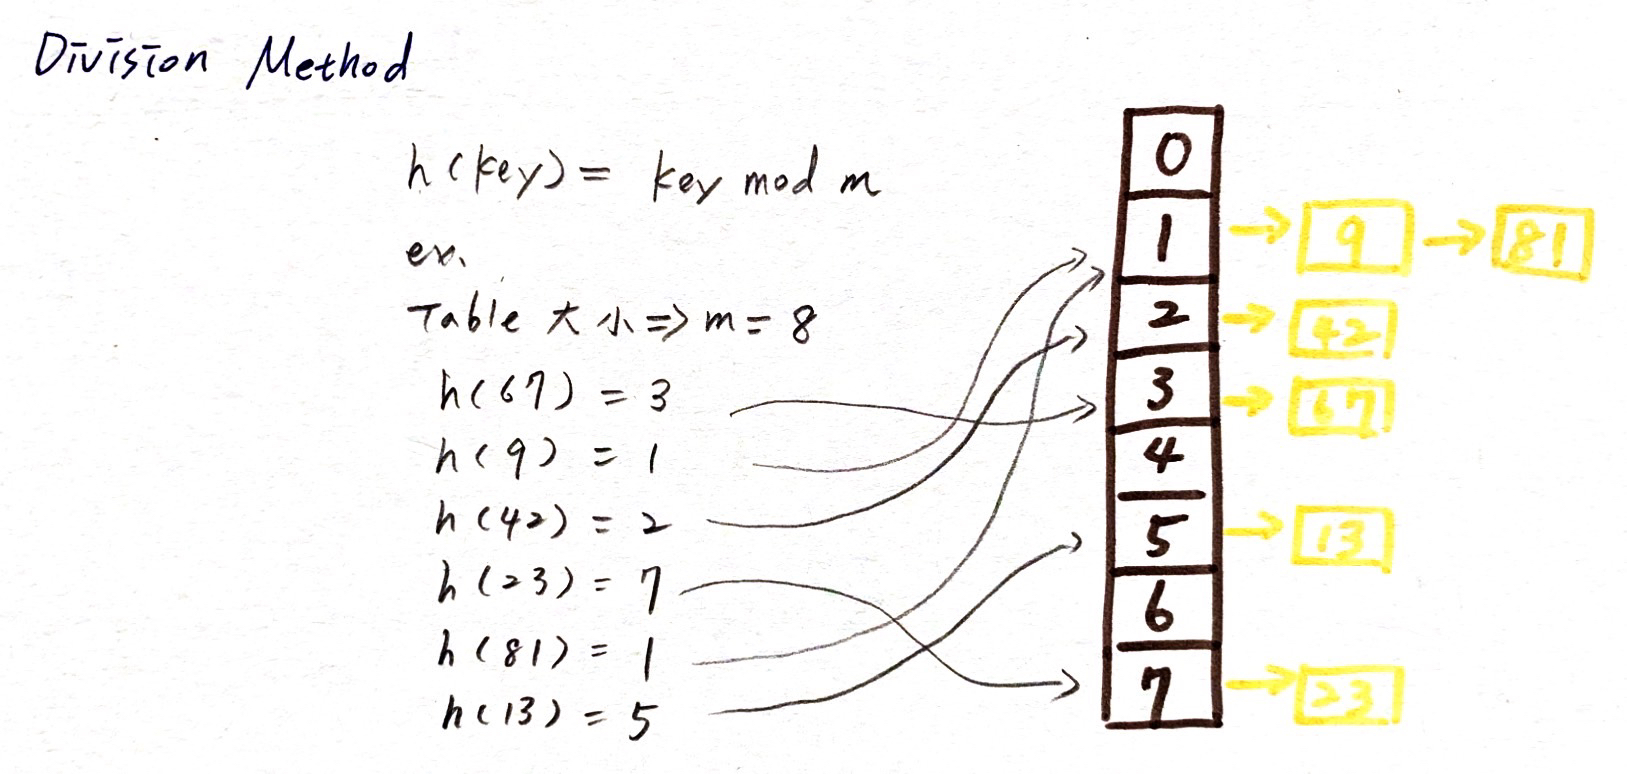 Division Method
h(key) = key mod m
ex.
Table 大小 => m = 8
h(67) = 3
h(9) = 1
h(42) = 2
h(23) = 7
h(81) = 1
h(13) = 5
0
1 → 9 → 81
2 → 42
3 → 67
4
5 → 13
6
7 → 23